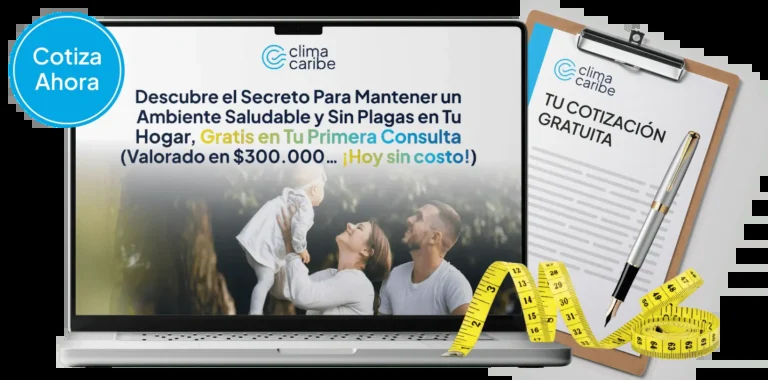 Cotiza
Ahora
clima
caribe
Descubre el Secreto Para Mantener un
Ambiente Saludable y Sin Plagas en Tu
Hogar, Gratis en Tu Primera Consulta
(Valorado en $300.000... ¡Hoy sin costo!)
clima
caribe
TU COTIZACIÓN
GRATUITA